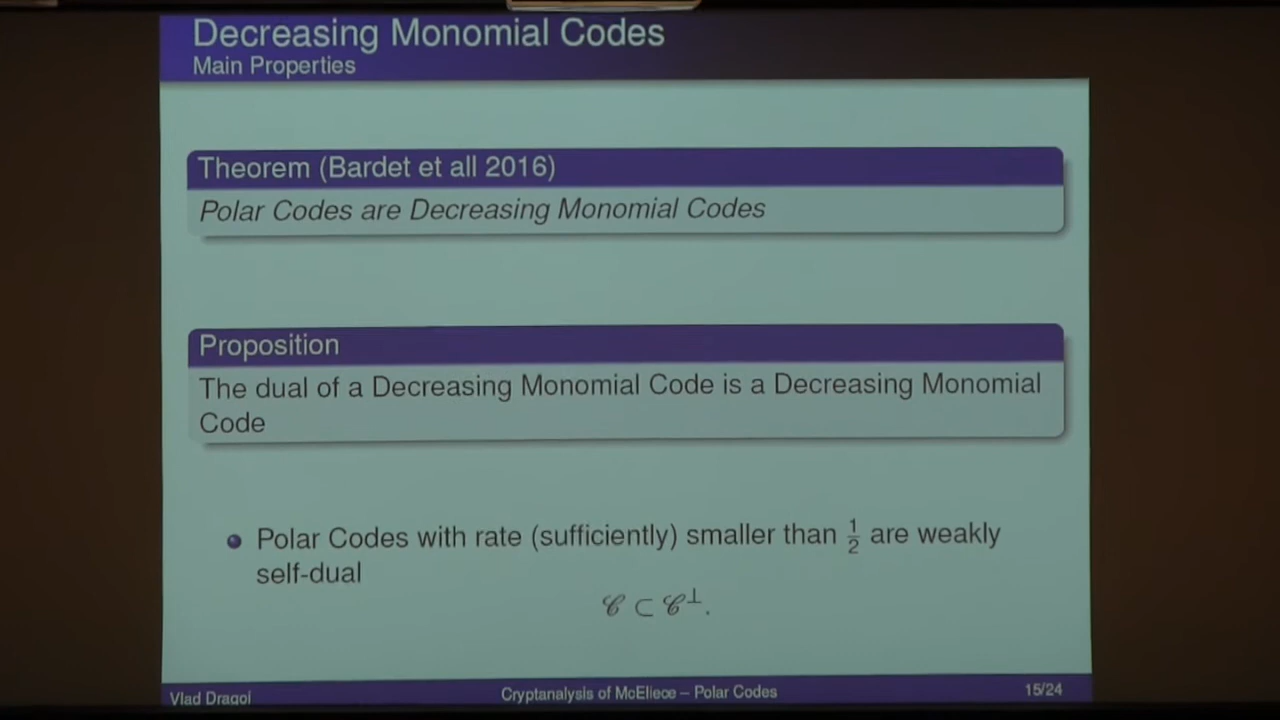 Decreasing Monomial Codes
Main Properties
Theorem (Bardet et all 2016)
Polar Codes are Decreasing Monomial Codes
Proposition
The dual of a Decreasing Monomial Code is a Decreasing Monomial
Code
Polar Codes with rate (sufficiently) smaller than 1/2 are weakly
self-dual
𝒞 ⊂ 𝒞⊥.
Vlad Dragoi Cryptanalysis of McEliece – Polar Codes 15/24